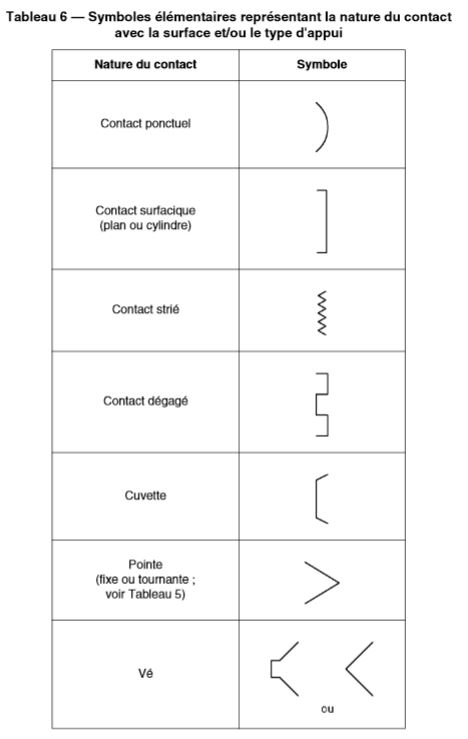 Tableau 6 — Symboles élémentaires représentant la nature du contact
avec la surface et/ou le type d'appui
Nature du contact Symbole
Contact ponctuel
Contact surfacique
(plan ou cylindre)
Contact strié
Contact dégagé
Cuvette
Pointe
(fixe ou tournante ;
voir Tableau 5)
Vé
ou